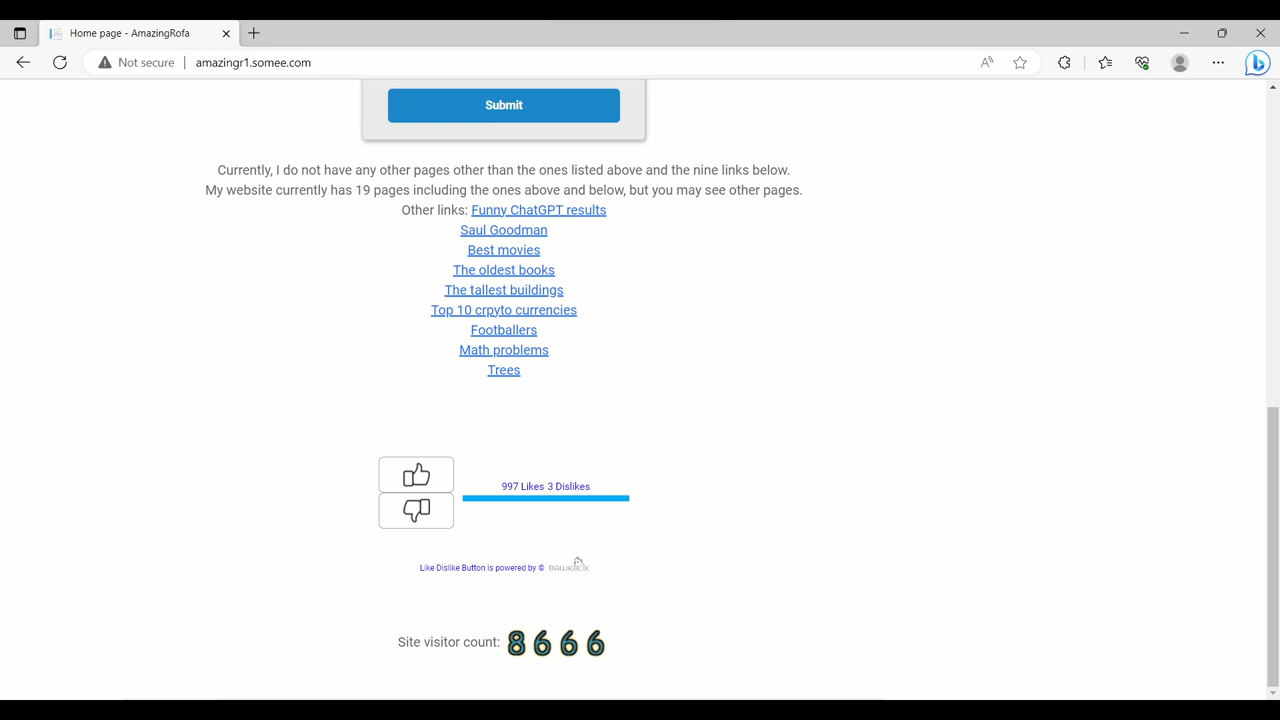 Home page - AmazingRofa
Not secure
amazingr1.somee.com
Submit
Currently, I do not have any other pages other than the ones listed above and the nine links below.
My website currently has 19 pages including the ones above and below, but you may see other pages.
Other links: Funny ChatGPT results
Saul Goodman
Best movies
The oldest books
The tallest buildings
Top 10 crpyto currencies
Footballers
Math problems
Trees
997 Likes 3 Dislikes
Like Dislike Button is powered by © BAWKBOX
Site visitor count: 8666